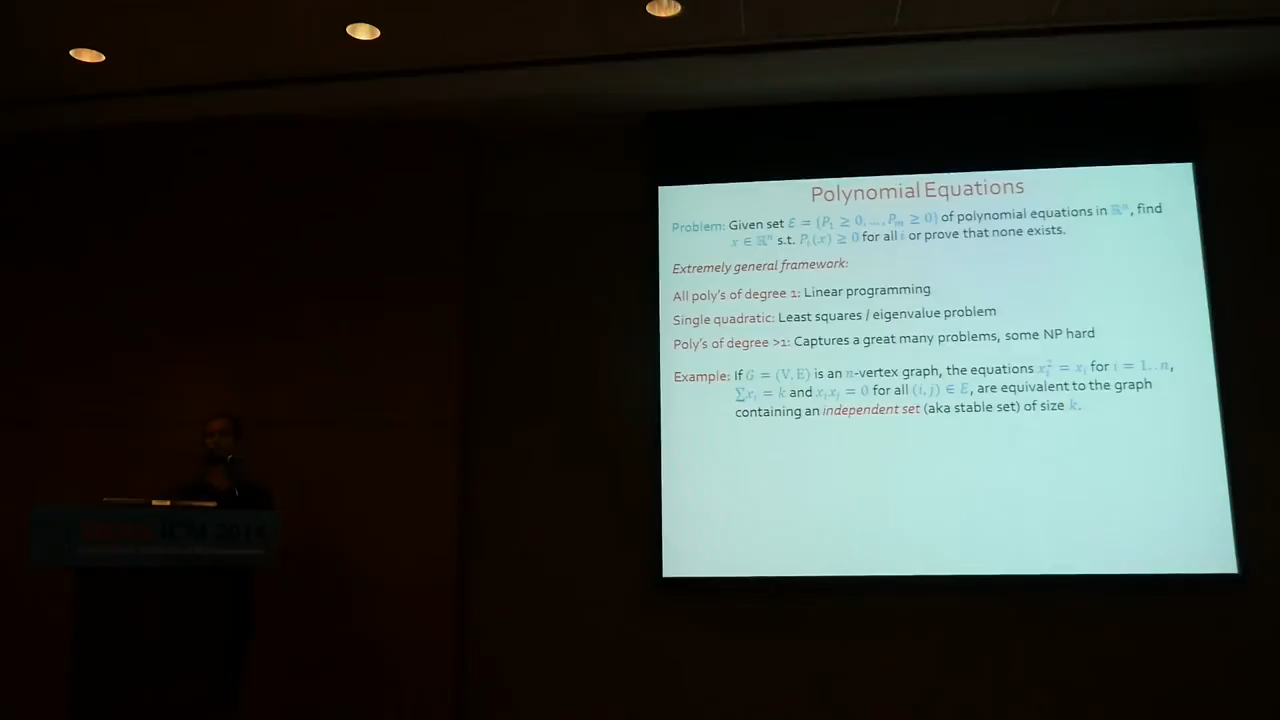 Polynomial Equations
Problem: Given set ℰ = {P₁ ≥ 0, ..., Pₘ ≥ 0} of polynomial equations in ℝⁿ, find
x ∈ ℝⁿ s.t. Pᵢ(x) ≥ 0 for all i or prove that none exists.
Extremely general framework:
All poly's of degree 1: Linear programming
Single quadratic: Least squares / eigenvalue problem
Poly's of degree >1: Captures a great many problems, some NP hard
Example: If G = (V, E) is an n-vertex graph, the equations xᵢ² = xᵢ for i = 1..n,
∑xᵢ = k and xᵢxⱼ = 0 for all (i, j) ∈ E, are equivalent to the graph
containing an independent set (aka stable set) of size k.
ICM 2014